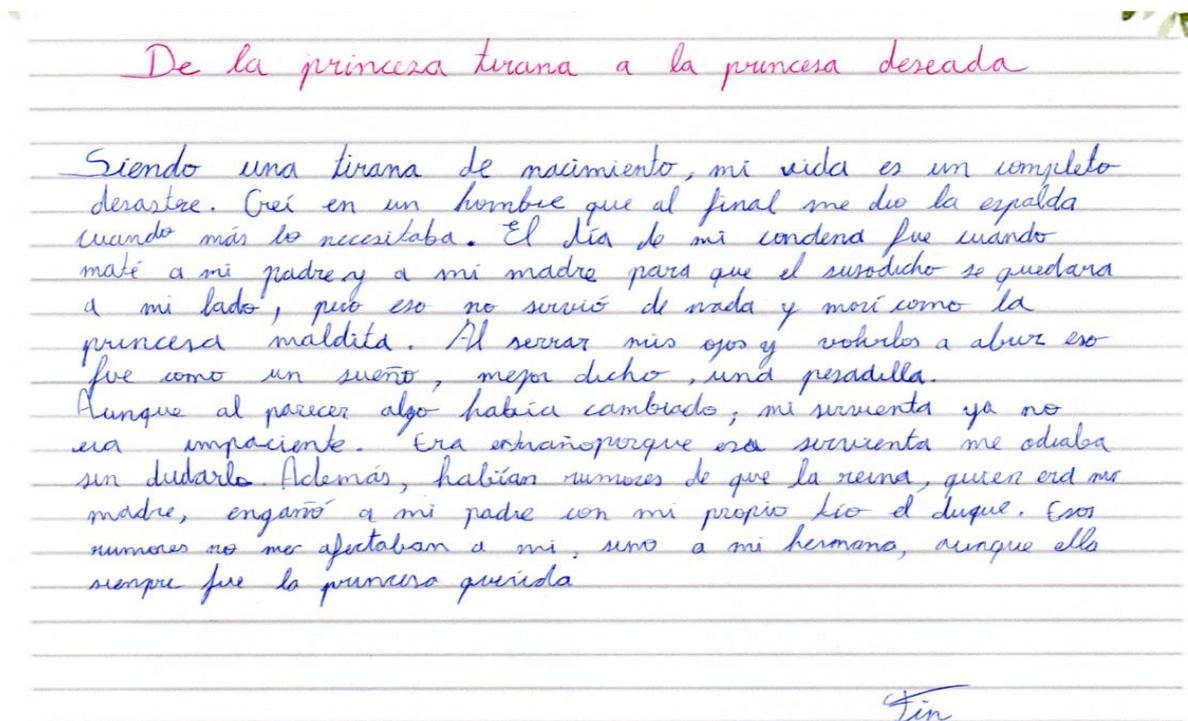 De la princesa tirana a la princesa deseada
Siendo una tirana de nacimiento, mi vida es un completo
desastre. Creí en un hombre que al final me dio la espalda
cuando más lo necesitaba. El día de mi condena fue cuando
maté a mi padre y a mi madre para que el susodicho se quedara
a mi lado, pero eso no servió de nada y morí como la
princesa maldita. Al serrar mis ojos y volverlos a abrir eso
fue como un sueño, mejor dicho, una pesadilla.
Aunque al parecer algo había cambiado, mi sirvienta ya no
era impaciente. Era extraño porque esa sirvienta me odiaba
sin dudarlo. Además, habían rumores de que la reina, quien era mi
madre, engañó a mi padre con mi propio tío el duque. Esos
rumores no me afectaban a mi, sino a mi hermana, aunque ella
siempre fue la princesa querida
Fin